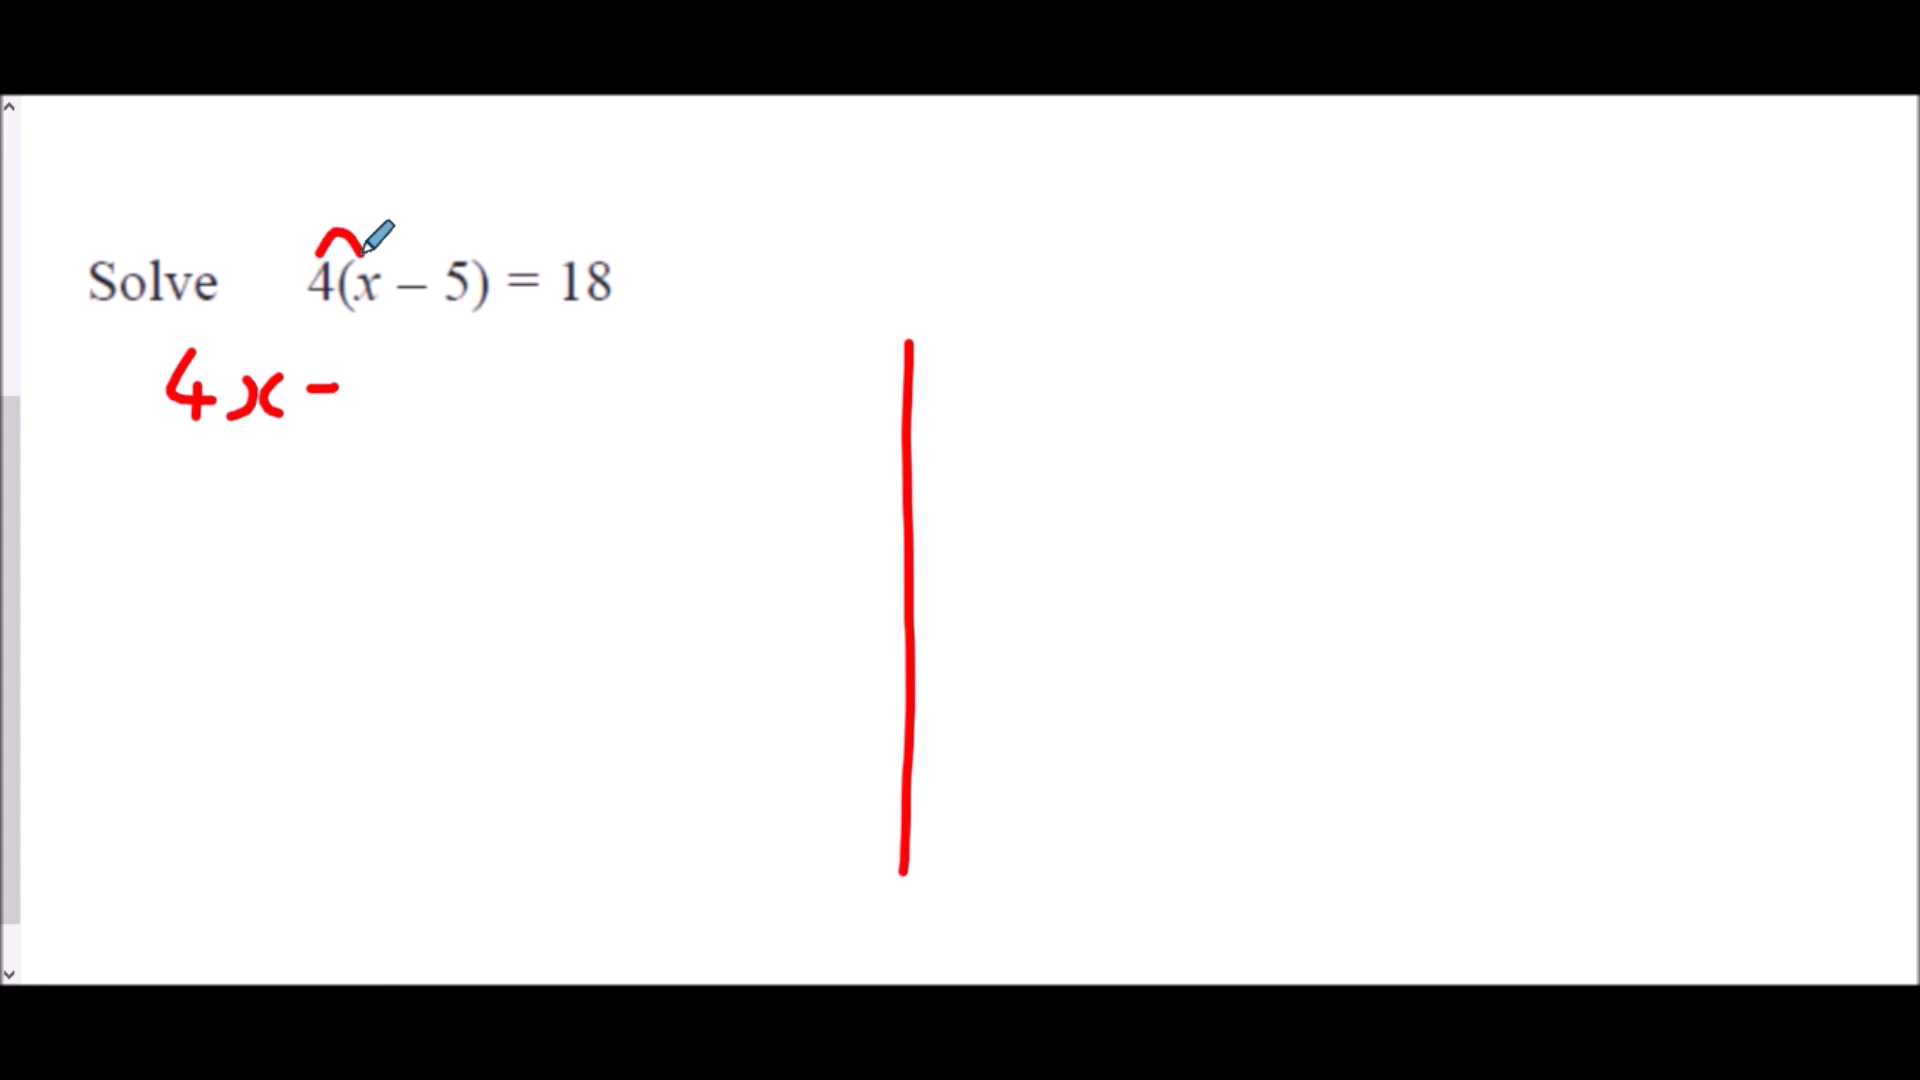 Solve 4(x – 5) = 18
4x -